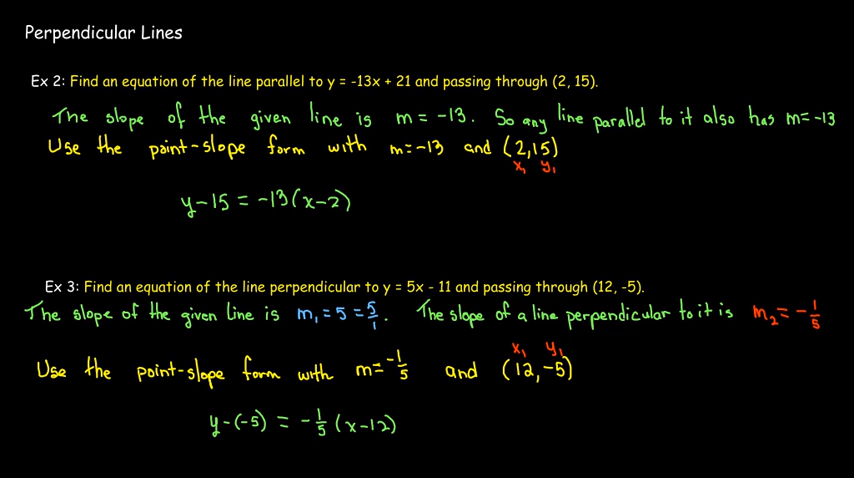 Perpendicular Lines
Ex 2: Find an equation of the line parallel to y = -13x + 21 and passing through (2, 15).
The slope of the given line is m = -13. So any line parallel to it also has m = -13
Use the point-slope form with m = -13 and (2, 15)
x₁ y₁
y - 15 = -13(x - 2)
Ex 3: Find an equation of the line perpendicular to y = 5x - 11 and passing through (12, -5).
The slope of the given line is m₁ = 5 = 5/1. The slope of a line perpendicular to it is m₂ = -1/5
x₁ y₁
Use the point-slope form with m = -1/5 and (12, -5)
y - (-5) = -1/5 (x - 12)